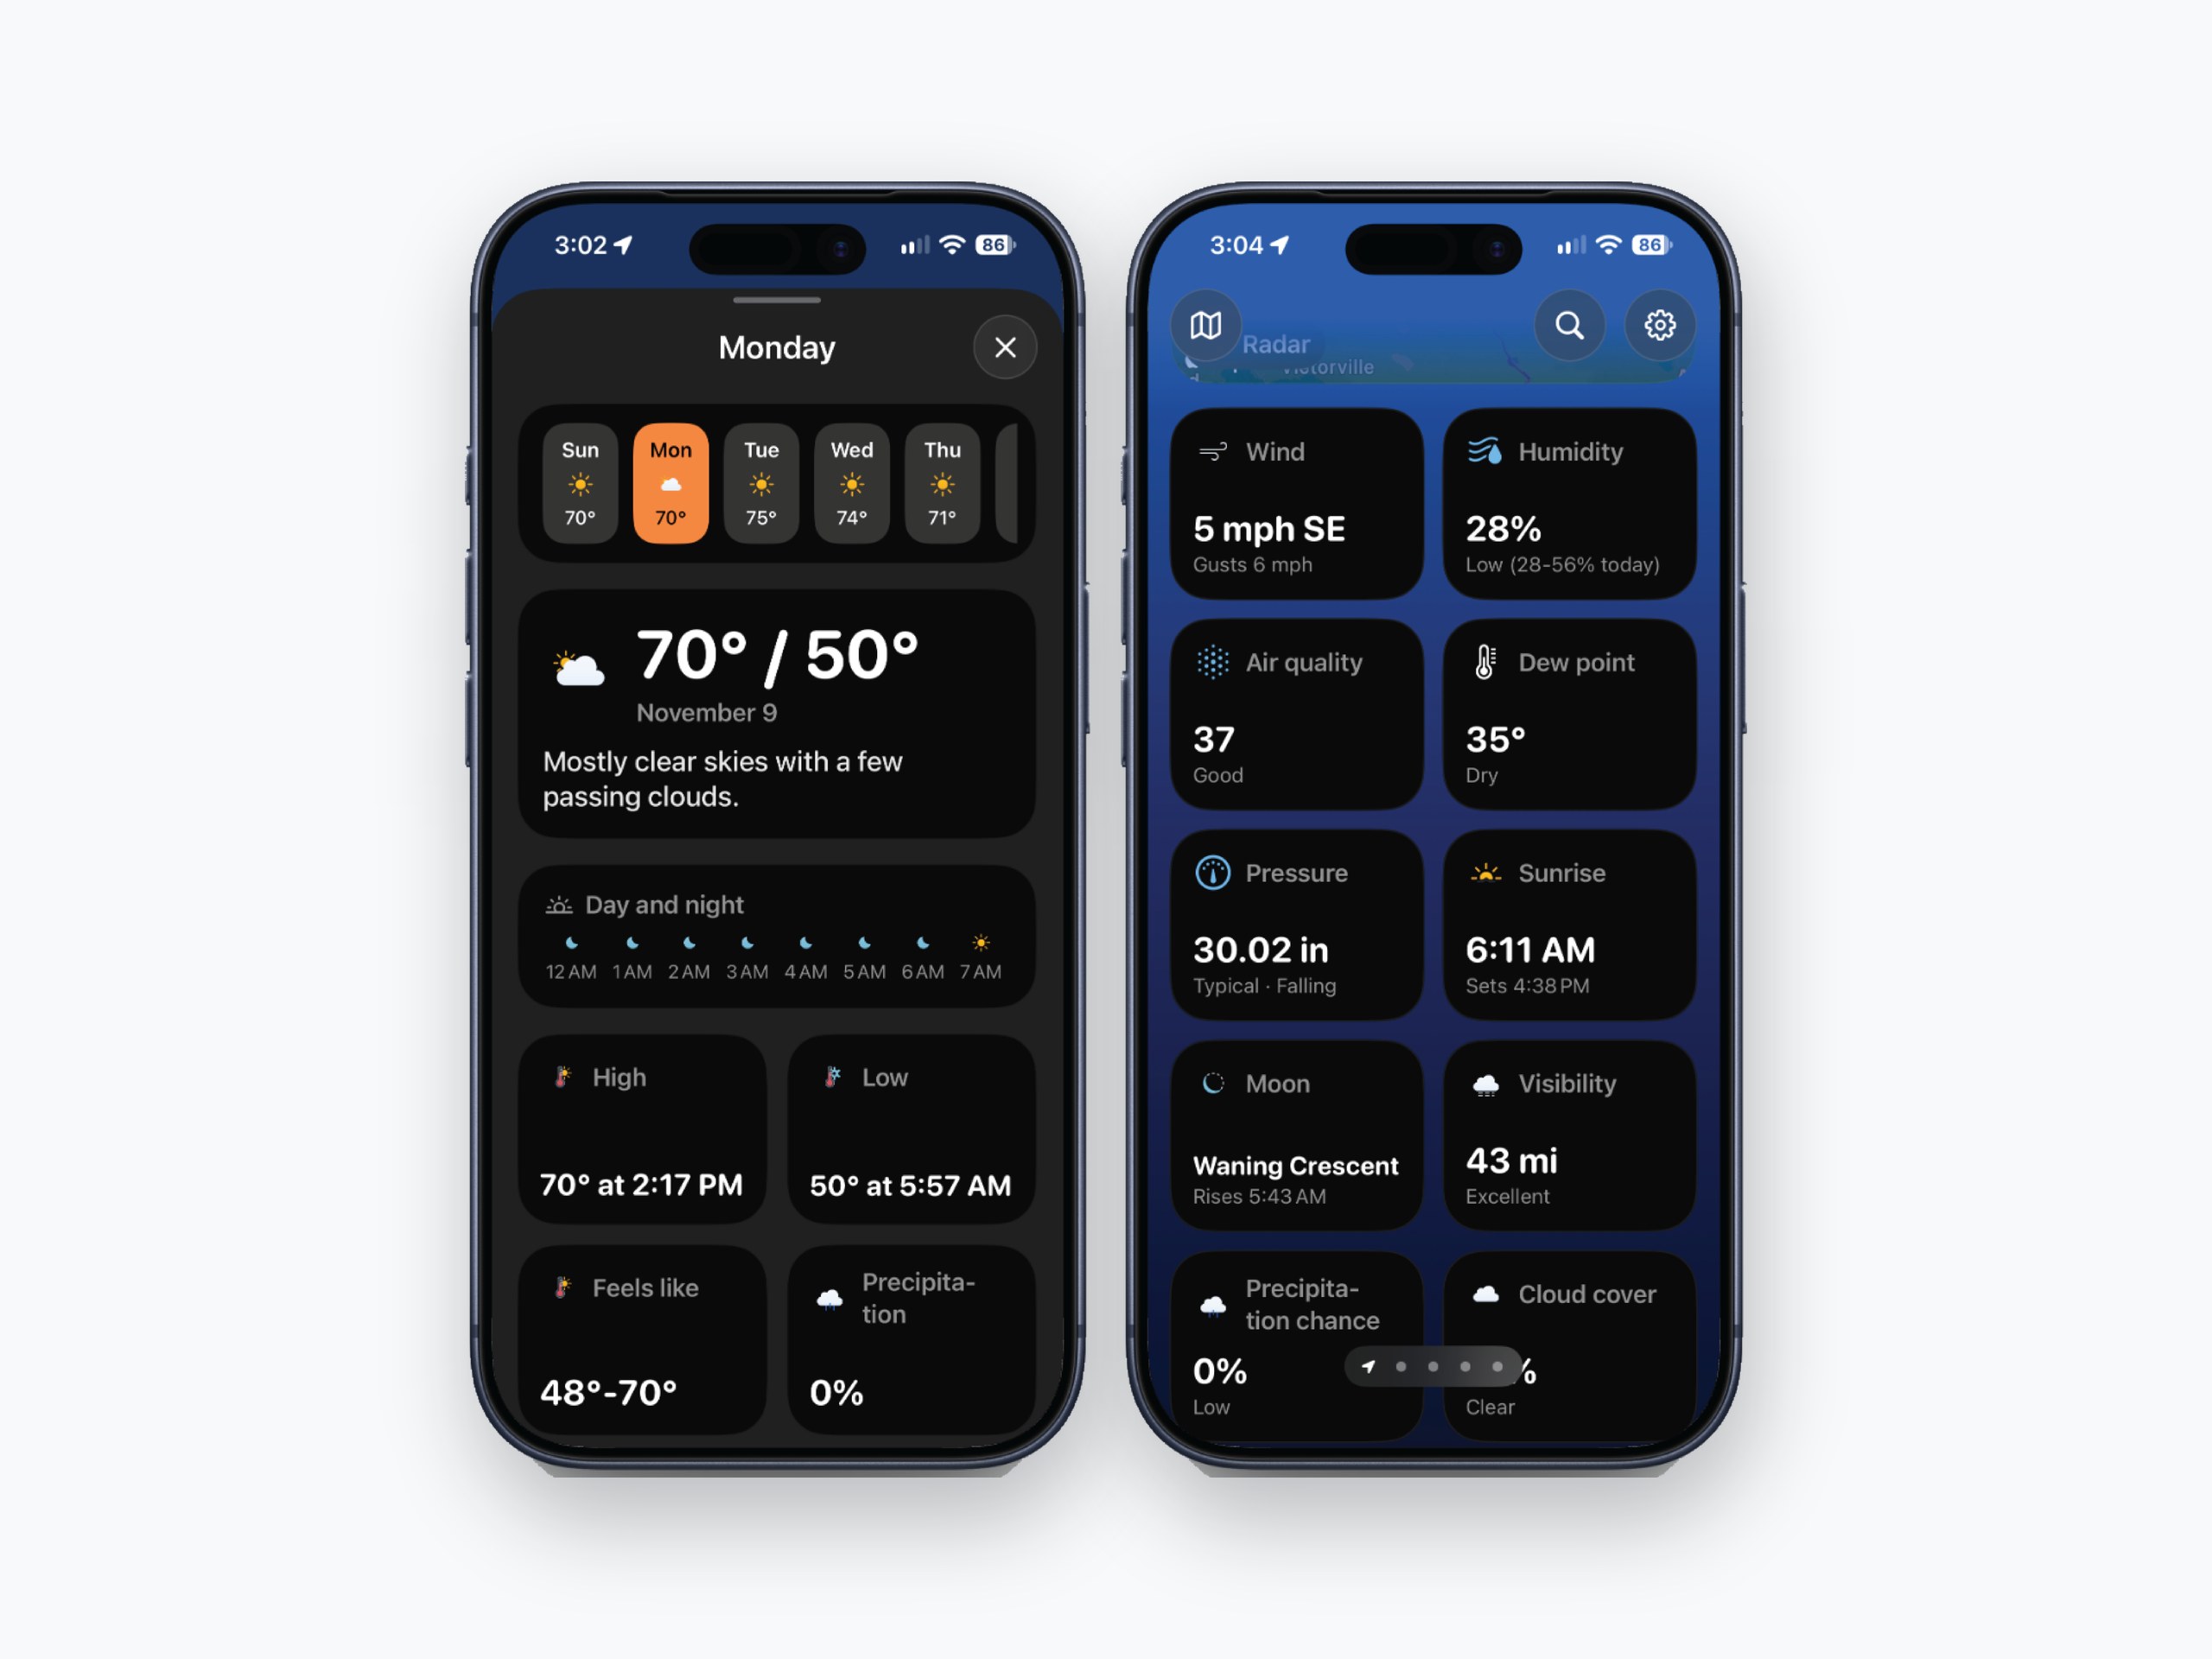 3:02
86
Monday
Sun
Mon
Tue
Wed
Thu
70°
70°
75°
74°
71°
70° / 50°
November 9
Mostly clear skies with a few
passing clouds.
Day and night
12 AM 1 AM 2 AM 3 AM 4 AM 5 AM 6 AM 7 AM
High
70° at 2:17 PM
Low
50° at 5:57 AM
Feels like
48°-70°
Precipita-
tion
0%
3:04
86
Radar
Victorville
Wind
5 mph SE
Gusts 6 mph
Humidity
28%
Low (28-56% today)
Air quality
37
Good
Dew point
35°
Dry
Pressure
30.02 in
Typical · Falling
Sunrise
6:11 AM
Sets 4:38 PM
Moon
Waning Crescent
Rises 5:43 AM
Visibility
43 mi
Excellent
Precipita-
tion chance
0%
Low
Cloud cover
%
Clear